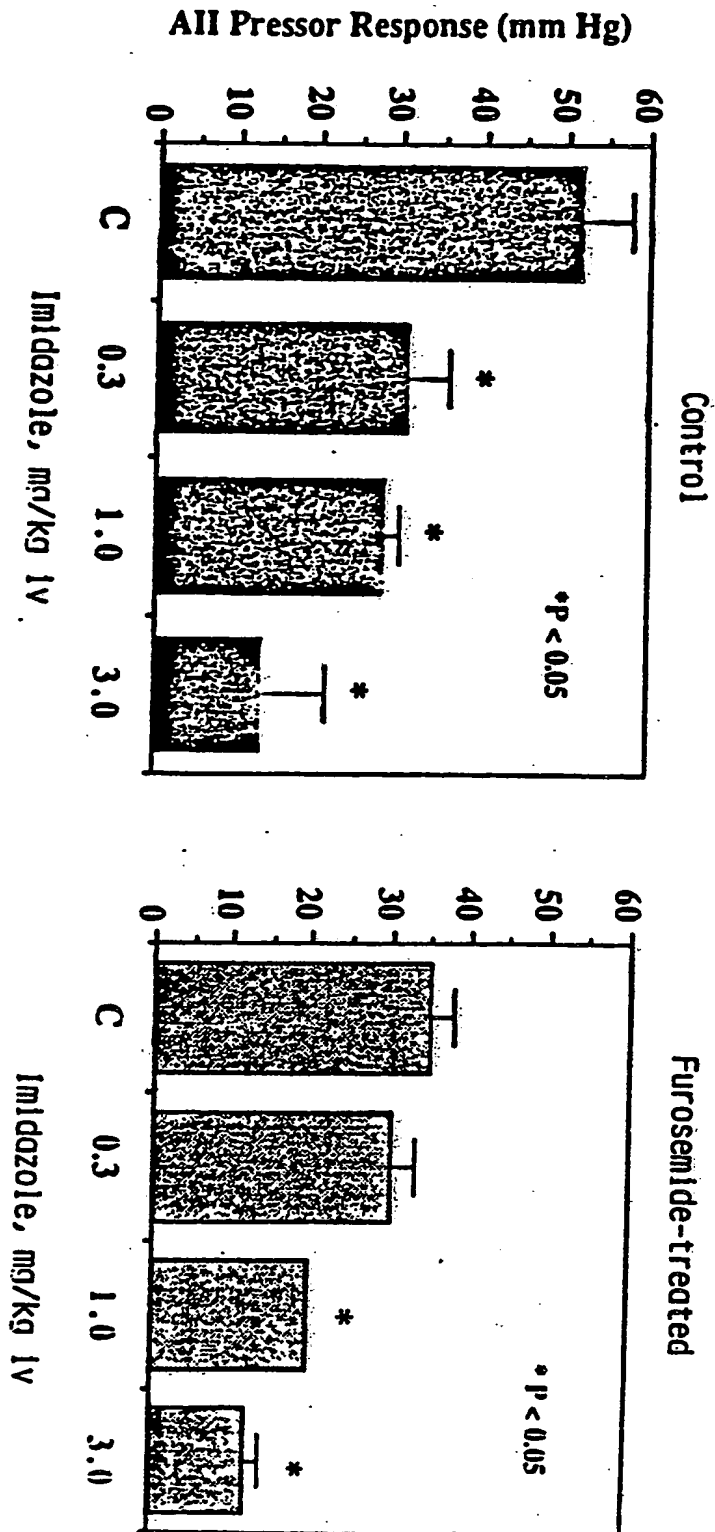 AII Pressor Response (mm Hg)
Control
60
50
40
30
20
10
0
*
*
*
*P < 0.05
C 0.3 1.0 3.0
Imidazole, mg/kg iv
Furosemide-treated
60
50
40
30
20
10
0
*
*
* P < 0.05
C 0.3 1.0 3.0
Imidazole, mg/kg iv